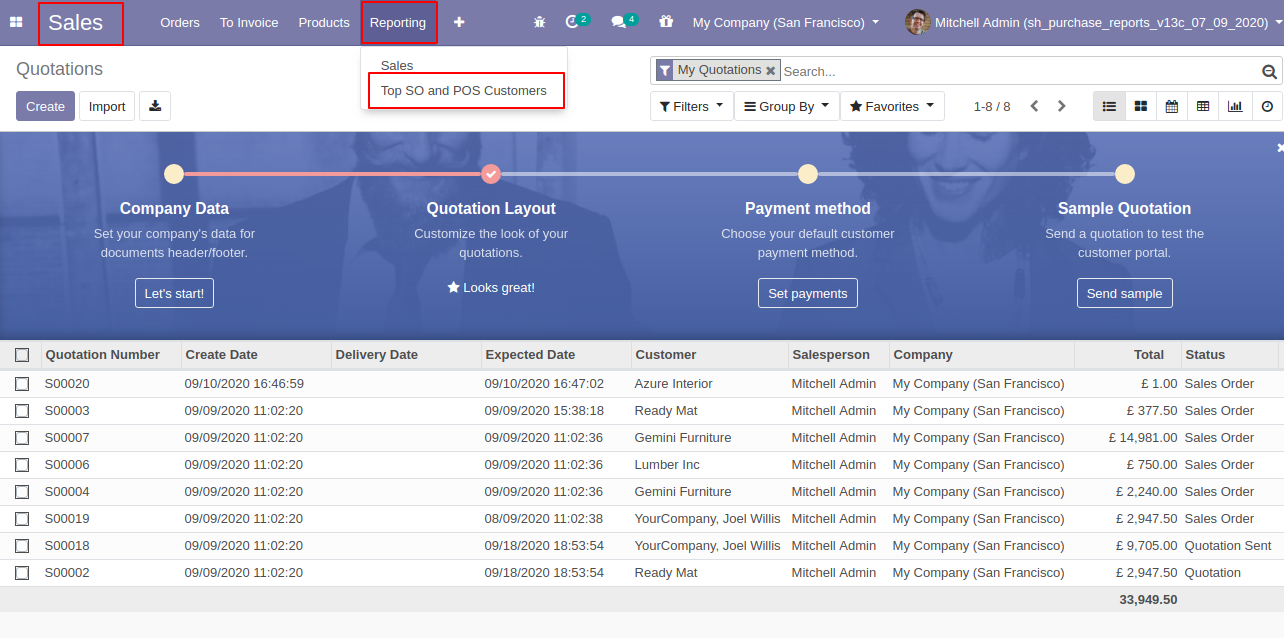 Sales Orders To Invoice Products Reporting 2 4 My Company (San Francisco) Mitchell Admin (sh_purchase_reports_v13c_07_09_2020)
Quotations
Sales
Top SO and POS Customers
My Quotations Search...
Create Import
Filters Group By Favorites 1-8 / 8
Company Data Quotation Layout Payment method Sample Quotation
Set your company's data for Customize the look of your Choose your default customer Send a quotation to test the
documents header/footer. quotations. payment method. customer portal.
Let's start! Looks great! Set payments Send sample
Quotation Number Create Date Delivery Date Expected Date Customer Salesperson Company Total Status
S00020 09/10/2020 16:46:59 09/10/2020 16:47:02 Azure Interior Mitchell Admin My Company (San Francisco) £ 1.00 Sales Order
S00003 09/09/2020 11:02:20 09/09/2020 15:38:18 Ready Mat Mitchell Admin My Company (San Francisco) £ 377.50 Sales Order
S00007 09/09/2020 11:02:20 09/09/2020 11:02:36 Gemini Furniture Mitchell Admin My Company (San Francisco) £ 14,981.00 Sales Order
S00006 09/09/2020 11:02:20 09/09/2020 11:02:36 Lumber Inc Mitchell Admin My Company (San Francisco) £ 750.00 Sales Order
S00004 09/09/2020 11:02:20 09/09/2020 11:02:36 Gemini Furniture Mitchell Admin My Company (San Francisco) £ 2,240.00 Sales Order
S00019 09/09/2020 11:02:20 08/09/2020 11:02:38 YourCompany, Joel Willis Mitchell Admin My Company (San Francisco) £ 2,947.50 Sales Order
S00018 09/09/2020 11:02:20 09/18/2020 18:53:54 YourCompany, Joel Willis Mitchell Admin My Company (San Francisco) £ 9,705.00 Quotation Sent
S00002 09/09/2020 11:02:20 09/18/2020 18:53:54 Ready Mat Mitchell Admin My Company (San Francisco) £ 2,947.50 Quotation
33,949.50